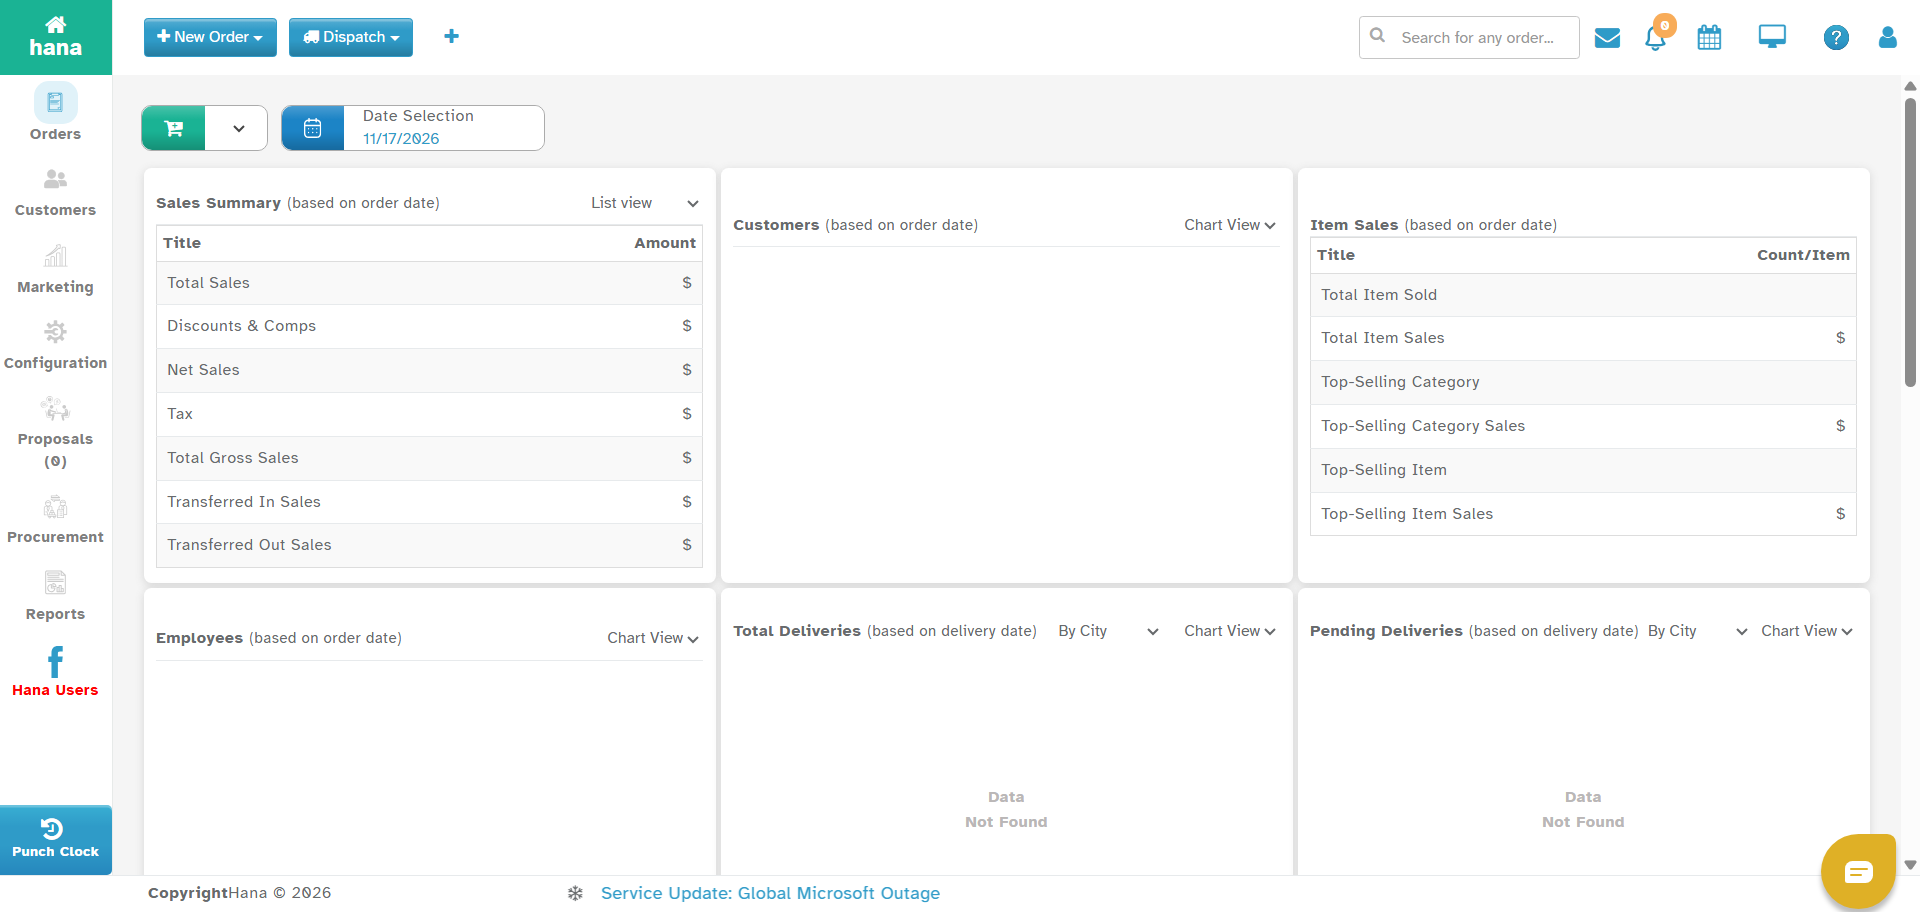 hana
New Order
Dispatch
Search for any order...
0
?
Orders
Customers
Marketing
Configuration
Proposals
(0)
Procurement
Reports
Hana Users
Punch Clock
Date Selection
11/17/2026
Sales Summary (based on order date)
List view
Title Amount
Total Sales $
Discounts & Comps $
Net Sales $
Tax $
Total Gross Sales $
Transferred In Sales $
Transferred Out Sales $
Customers (based on order date)
Chart View
Item Sales (based on order date)
Title Count/Item
Total Item Sold
Total Item Sales $
Top-Selling Category
Top-Selling Category Sales $
Top-Selling Item
Top-Selling Item Sales $
Employees (based on order date)
Chart View
Total Deliveries (based on delivery date) By City Chart View
Data
Not Found
Pending Deliveries (based on delivery date) By City Chart View
Data
Not Found
CopyrightHana © 2026
Service Update: Global Microsoft Outage